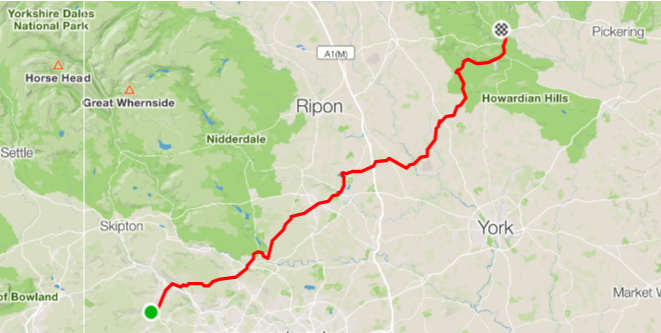 Yorkshire Dales
National Park
Horse Head
Great Whernside
A1(M)
Pickering
Ripon
Howardian Hills
Nidderdale
Settle
Skipton
York
of Bowland
Market W